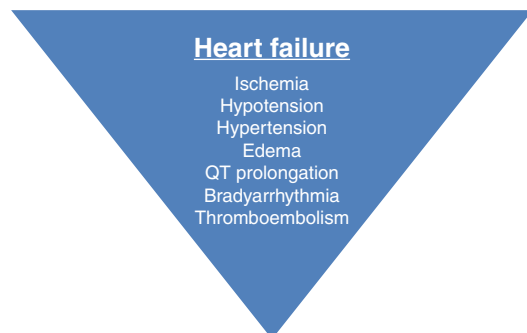 Heart failure
Ischemia
Hypotension
Hypertension
Edema
QT prolongation
Bradyarrhythmia
Thromboembolism